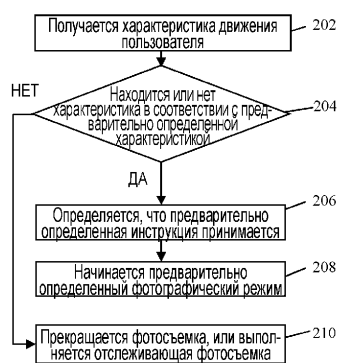 Получается характеристика движения
пользователя
202
НЕТ
Находится или нет
характеристика в соответствии с пред-
варительно определенной
характеристикой
204
ДА
Определяется, что предварительно
определенная инструкция принимается
206
Начинается предварительно
определенный фотографический режим
208
Прекращается фотосъемка, или выпол-
няется отслеживающая фотосъемка
210